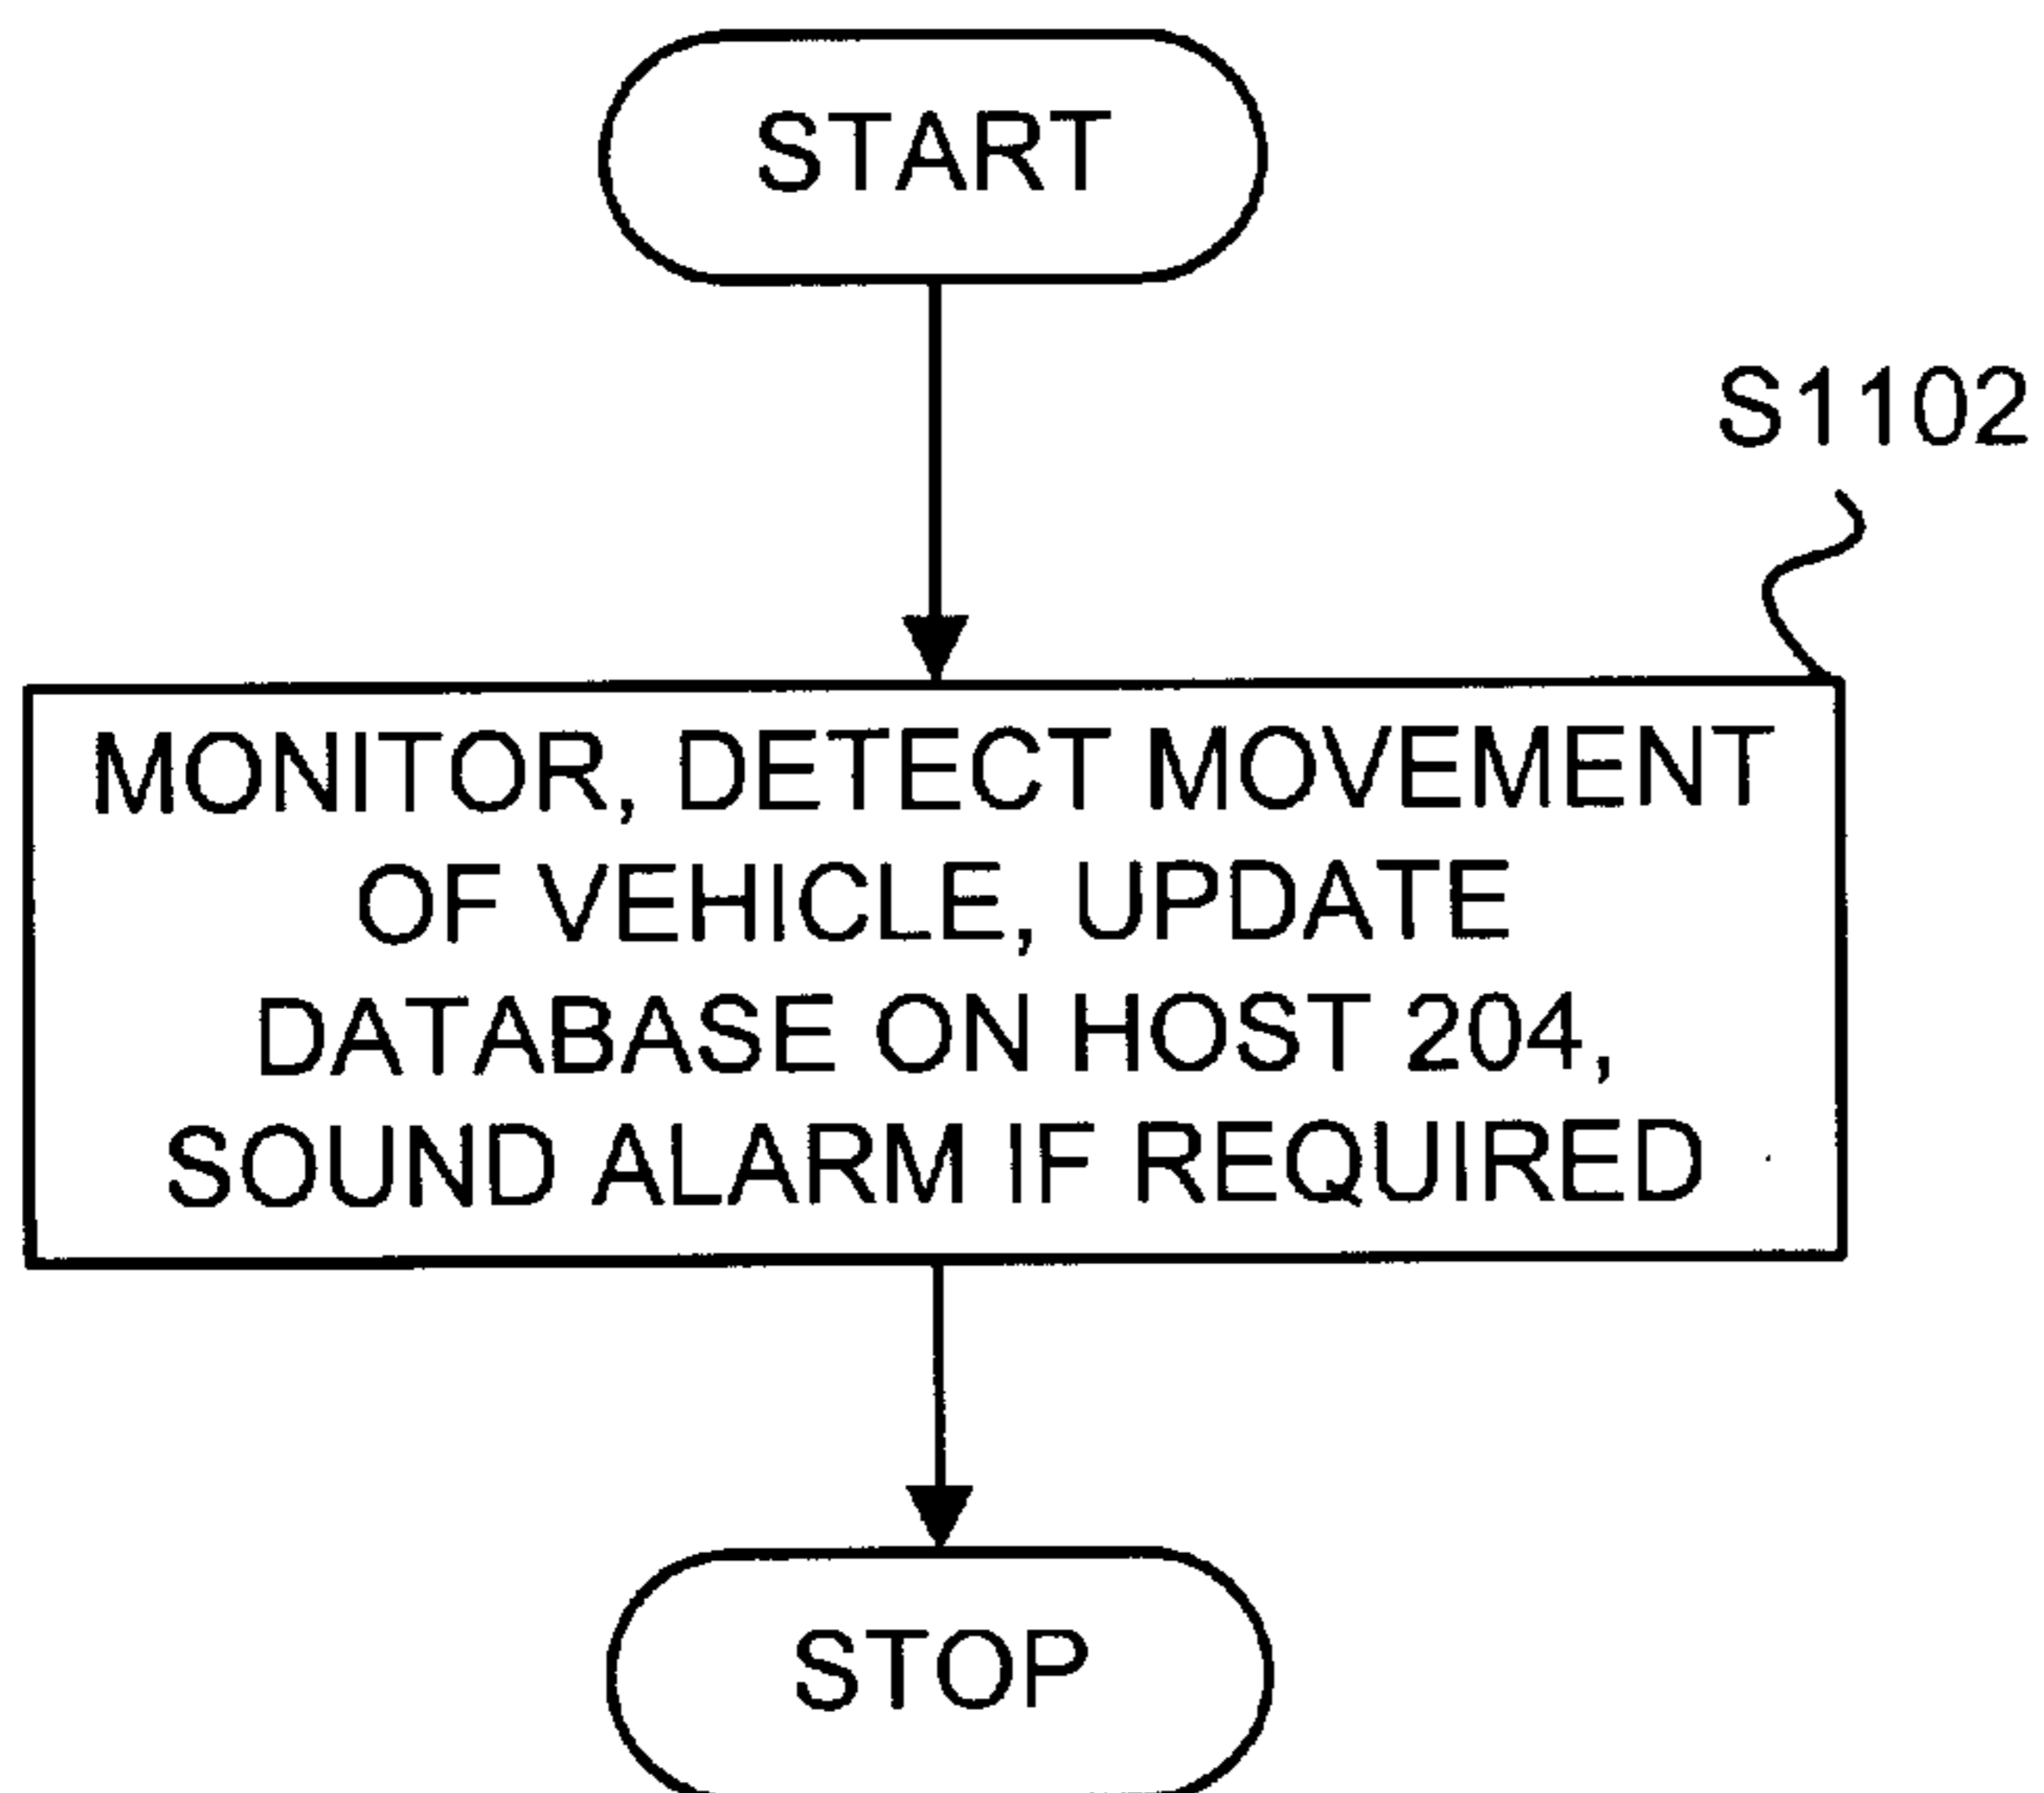 START
S1102
MONITOR, DETECT MOVEMENT
OF VEHICLE, UPDATE
DATABASE ON HOST 204,
SOUND ALARM IF REQUIRED
STOP